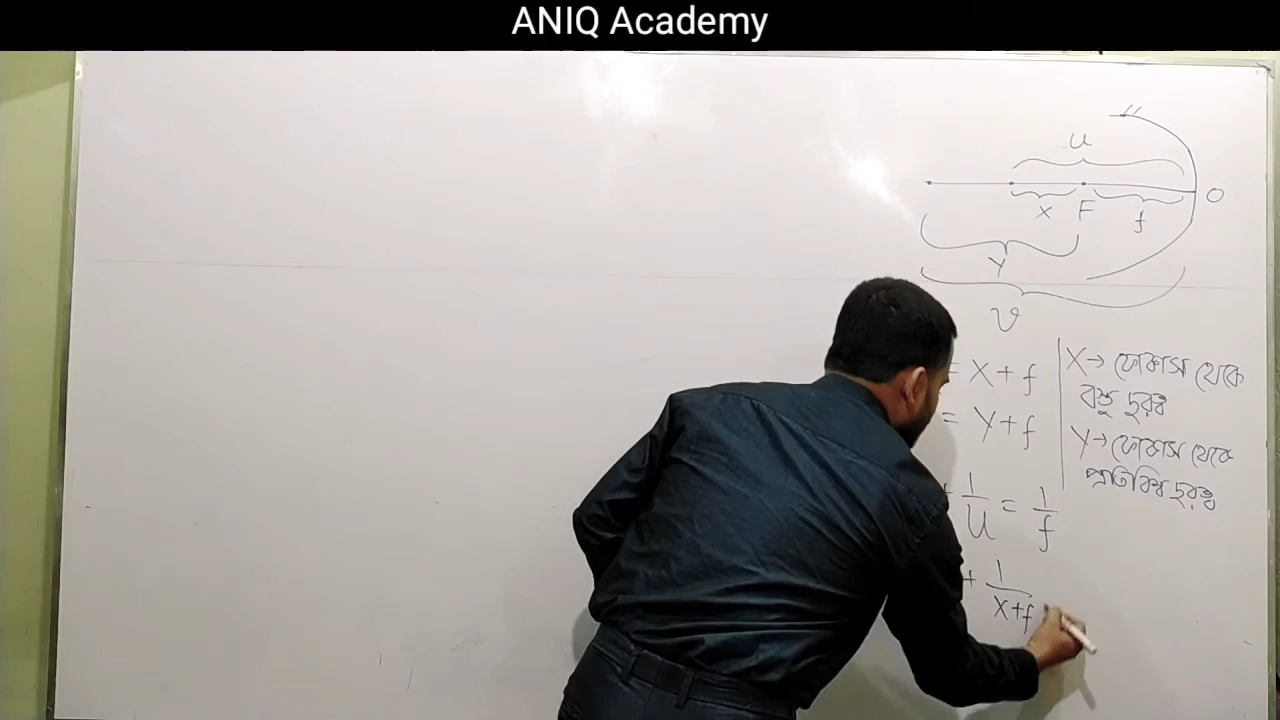 ANIQ Academy
u
x F f O
y
v
= x + f
= y + f
x → ফোকাস থেকে
বস্তু দূরত্ব
y → ফোকাস থেকে
প্রতিবিম্ব দূরত্ব
+ 1/u = 1/f
+ 1/x+f